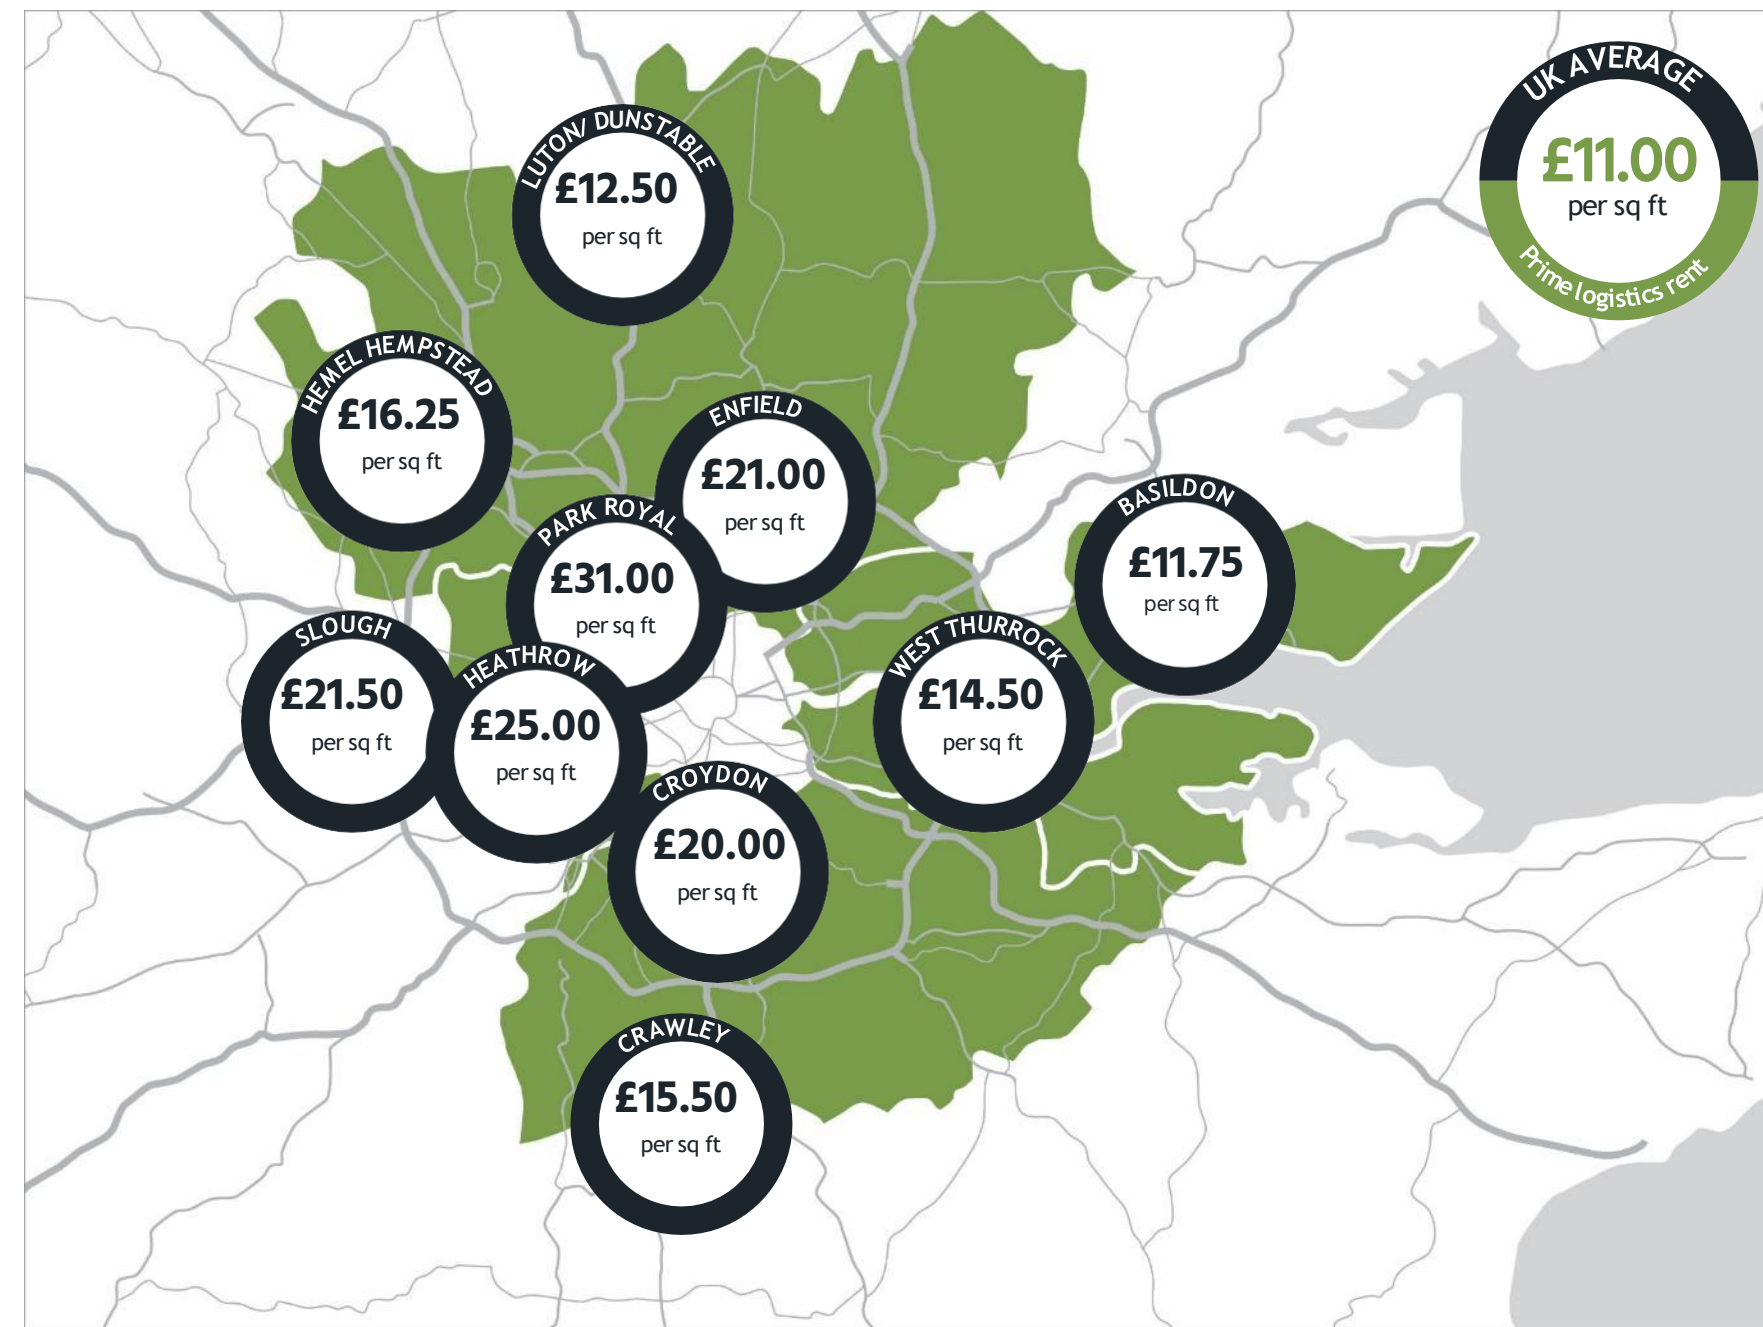 UK AVERAGE
£11.00
per sq ft
Prime logistics rent
LUTON/ DUNSTABLE
£12.50
per sq ft
HEMEL HEMPSTEAD
£16.25
per sq ft
ENFIELD
£21.00
per sq ft
PARK ROYAL
£31.00
per sq ft
BASILDON
£11.75
per sq ft
SLOUGH
£21.50
per sq ft
HEATHROW
£25.00
per sq ft
WEST THURROCK
£14.50
per sq ft
CROYDON
£20.00
per sq ft
CRAWLEY
£15.50
per sq ft